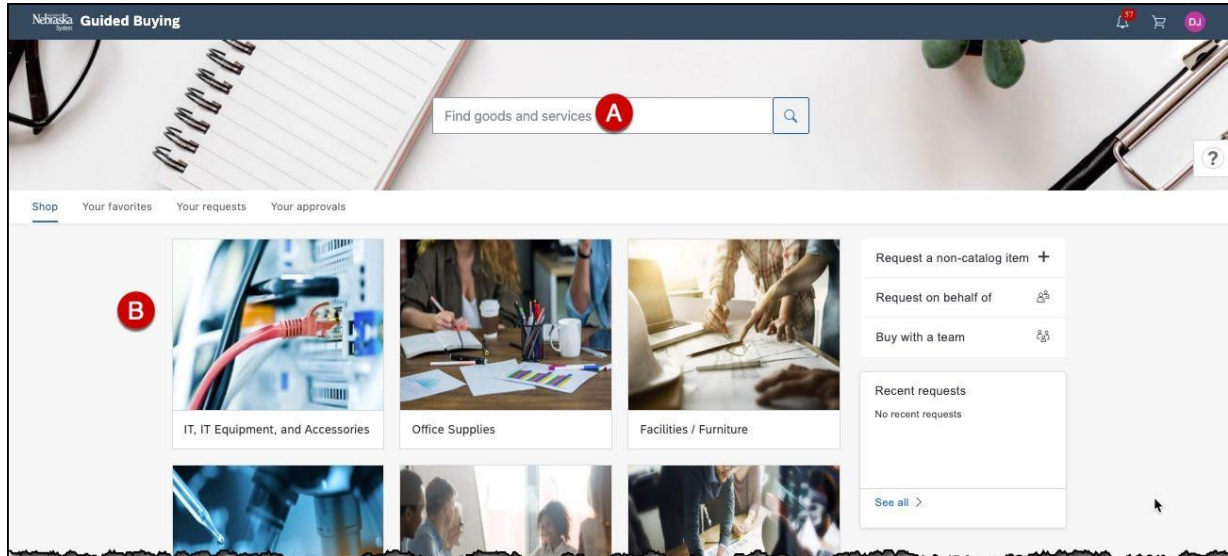 Nebraska Guided Buying
System
57
DJ
Find goods and services A
?
Shop Your favorites Your requests Your approvals
B
Request a non-catalog item +
Request on behalf of
Buy with a team
Recent requests
No recent requests
See all >
IT, IT Equipment, and Accessories Office Supplies Facilities / Furniture